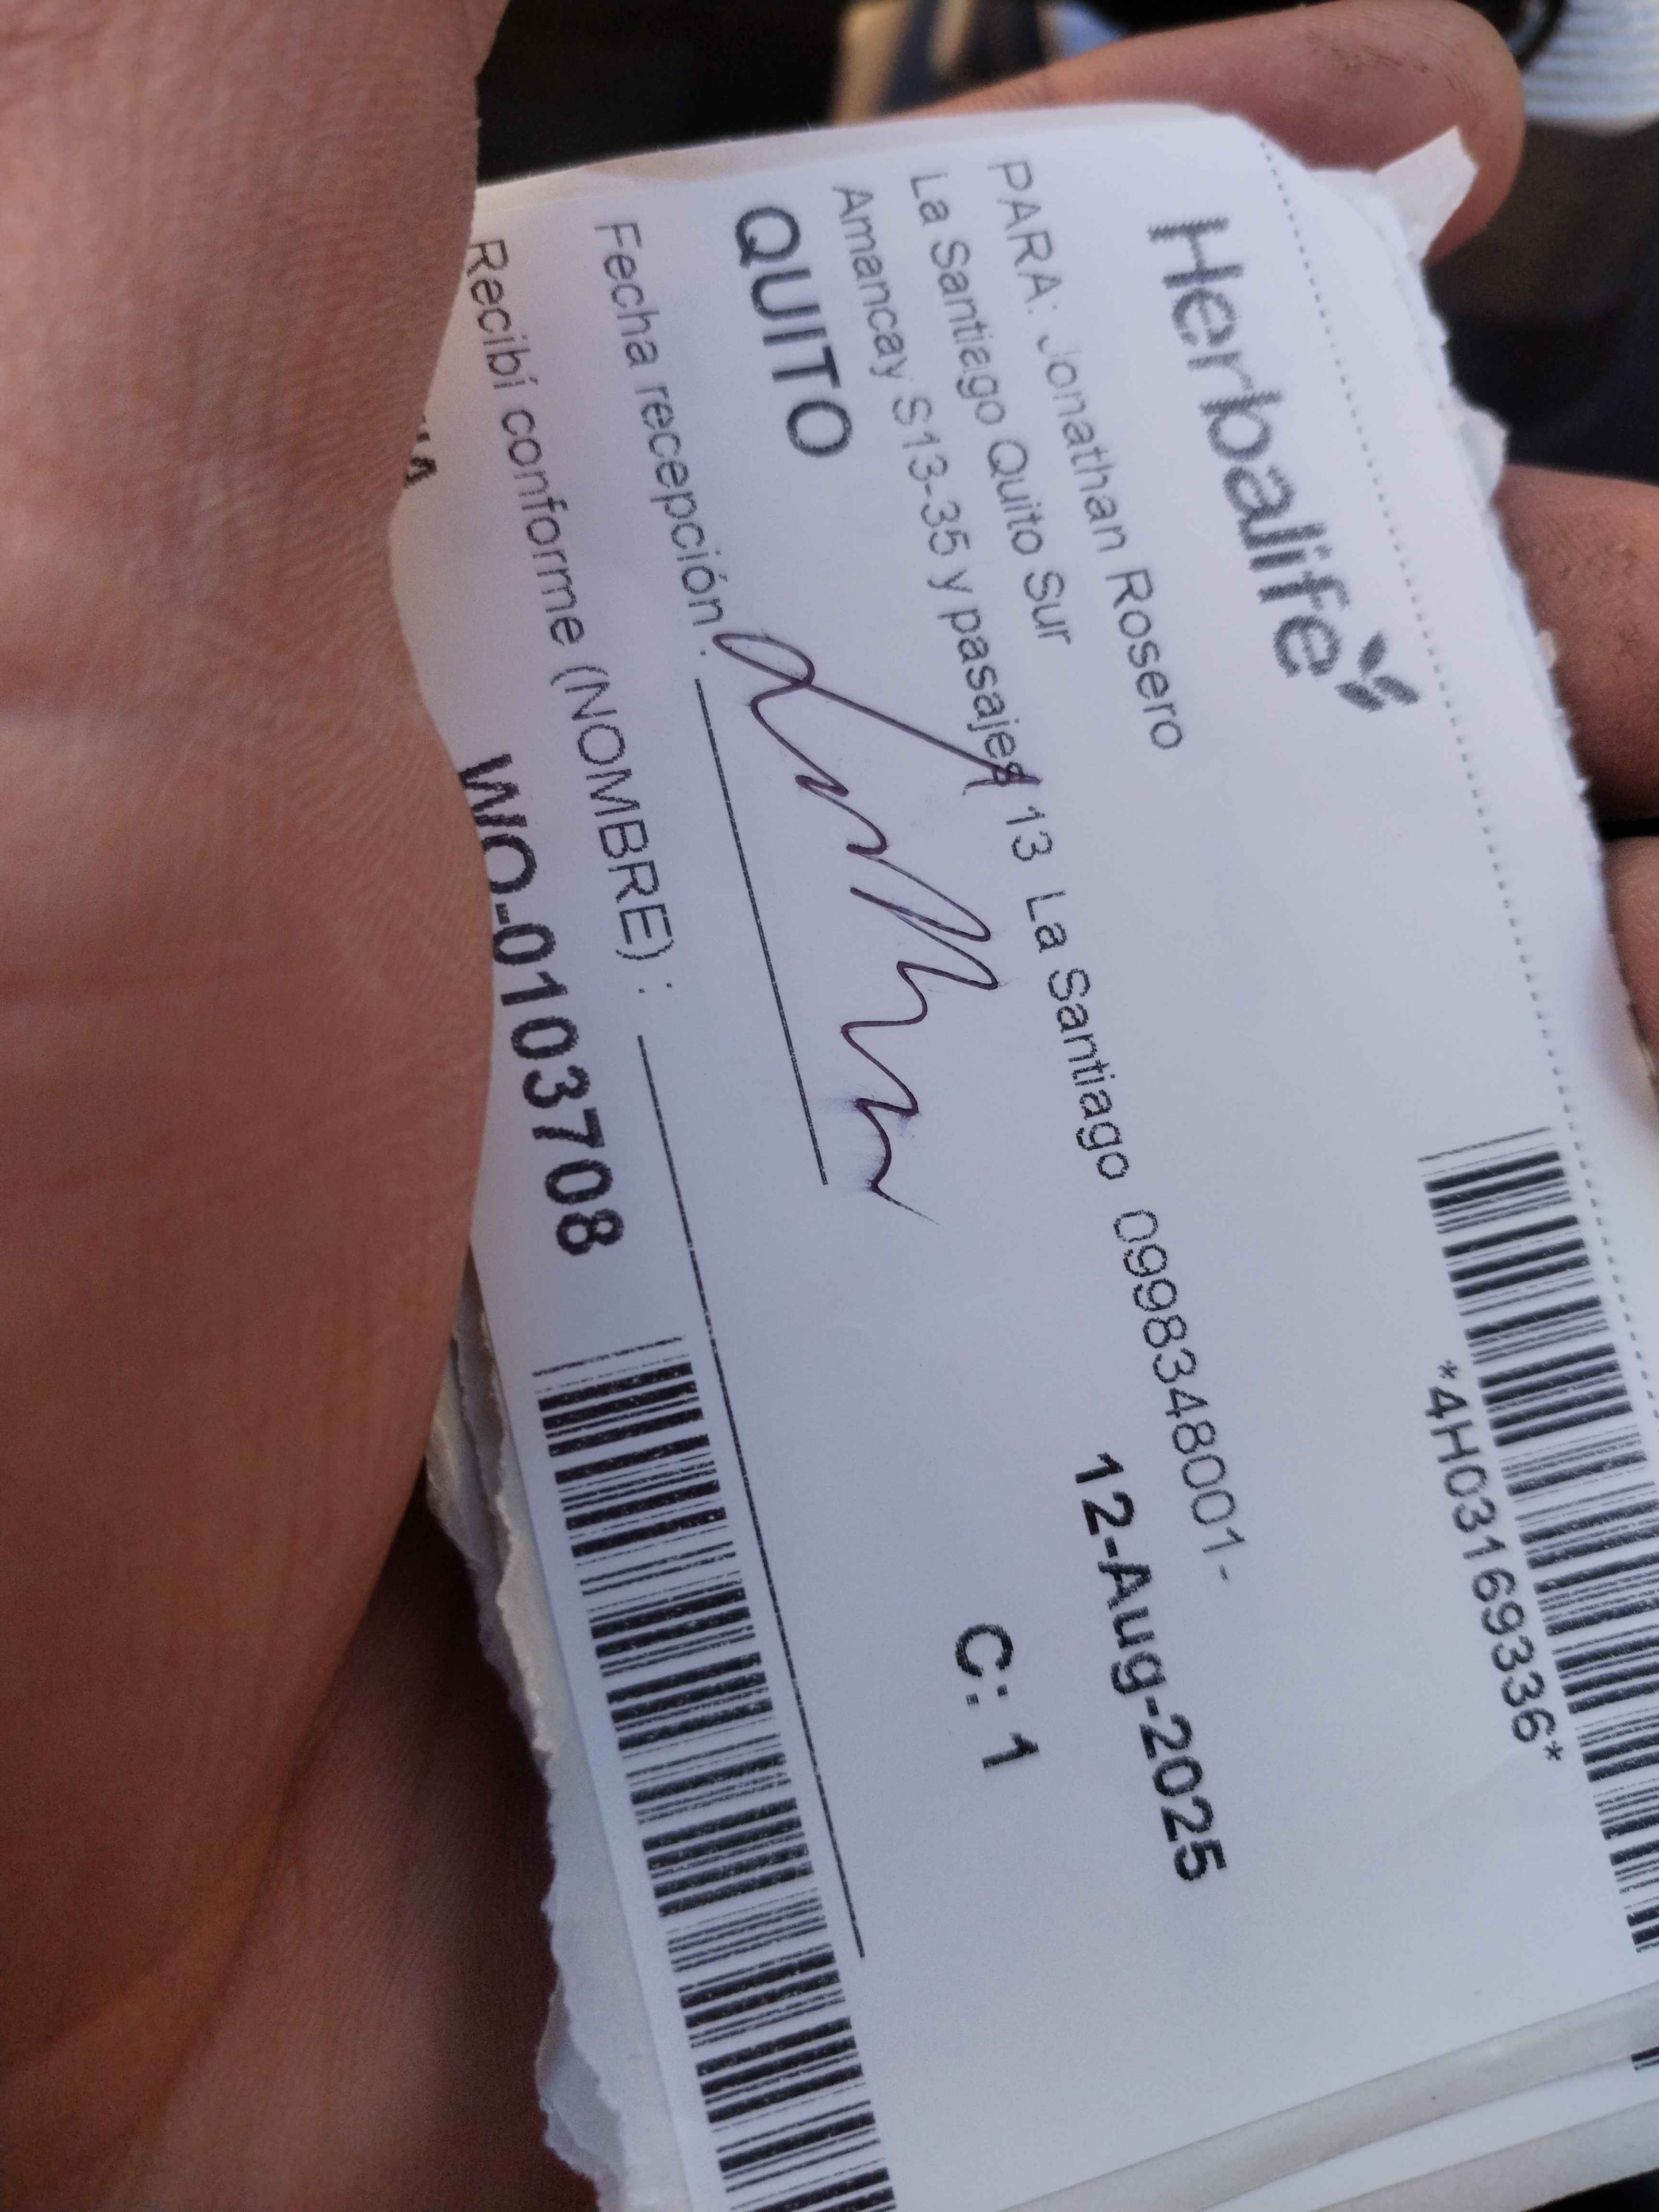 Herbalife
*4H03169336*
PARA: Jonathan Rosero
La Santiago Quito Sur
Amancay S13-35 y pasaje 13 La Santiago 0998348001-
12-Aug-2025
QUITO
C: 1
Fecha recepción :
Recibí conforme (NOMBRE) :
WO-0103708